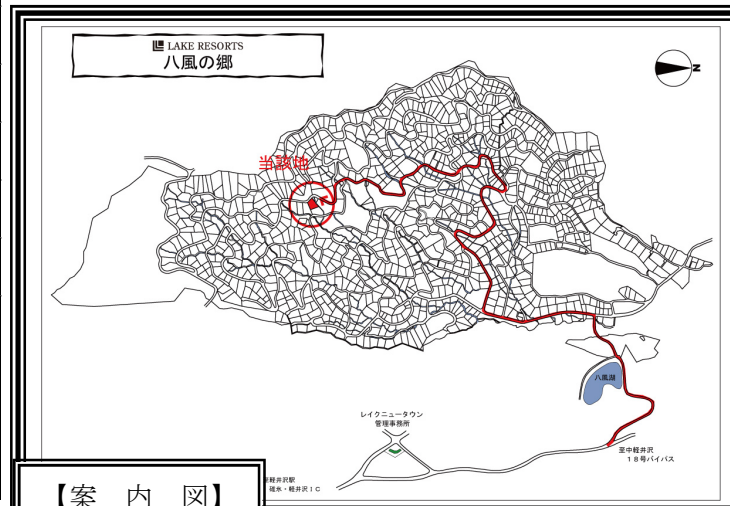 LAKE RESORTS
八風の郷
N
当該地
八風湖
レイクニュータウン
管理事務所
至中軽井沢
18号バイパス
軽井沢駅
碓氷・軽井沢IC
【案 内 図】